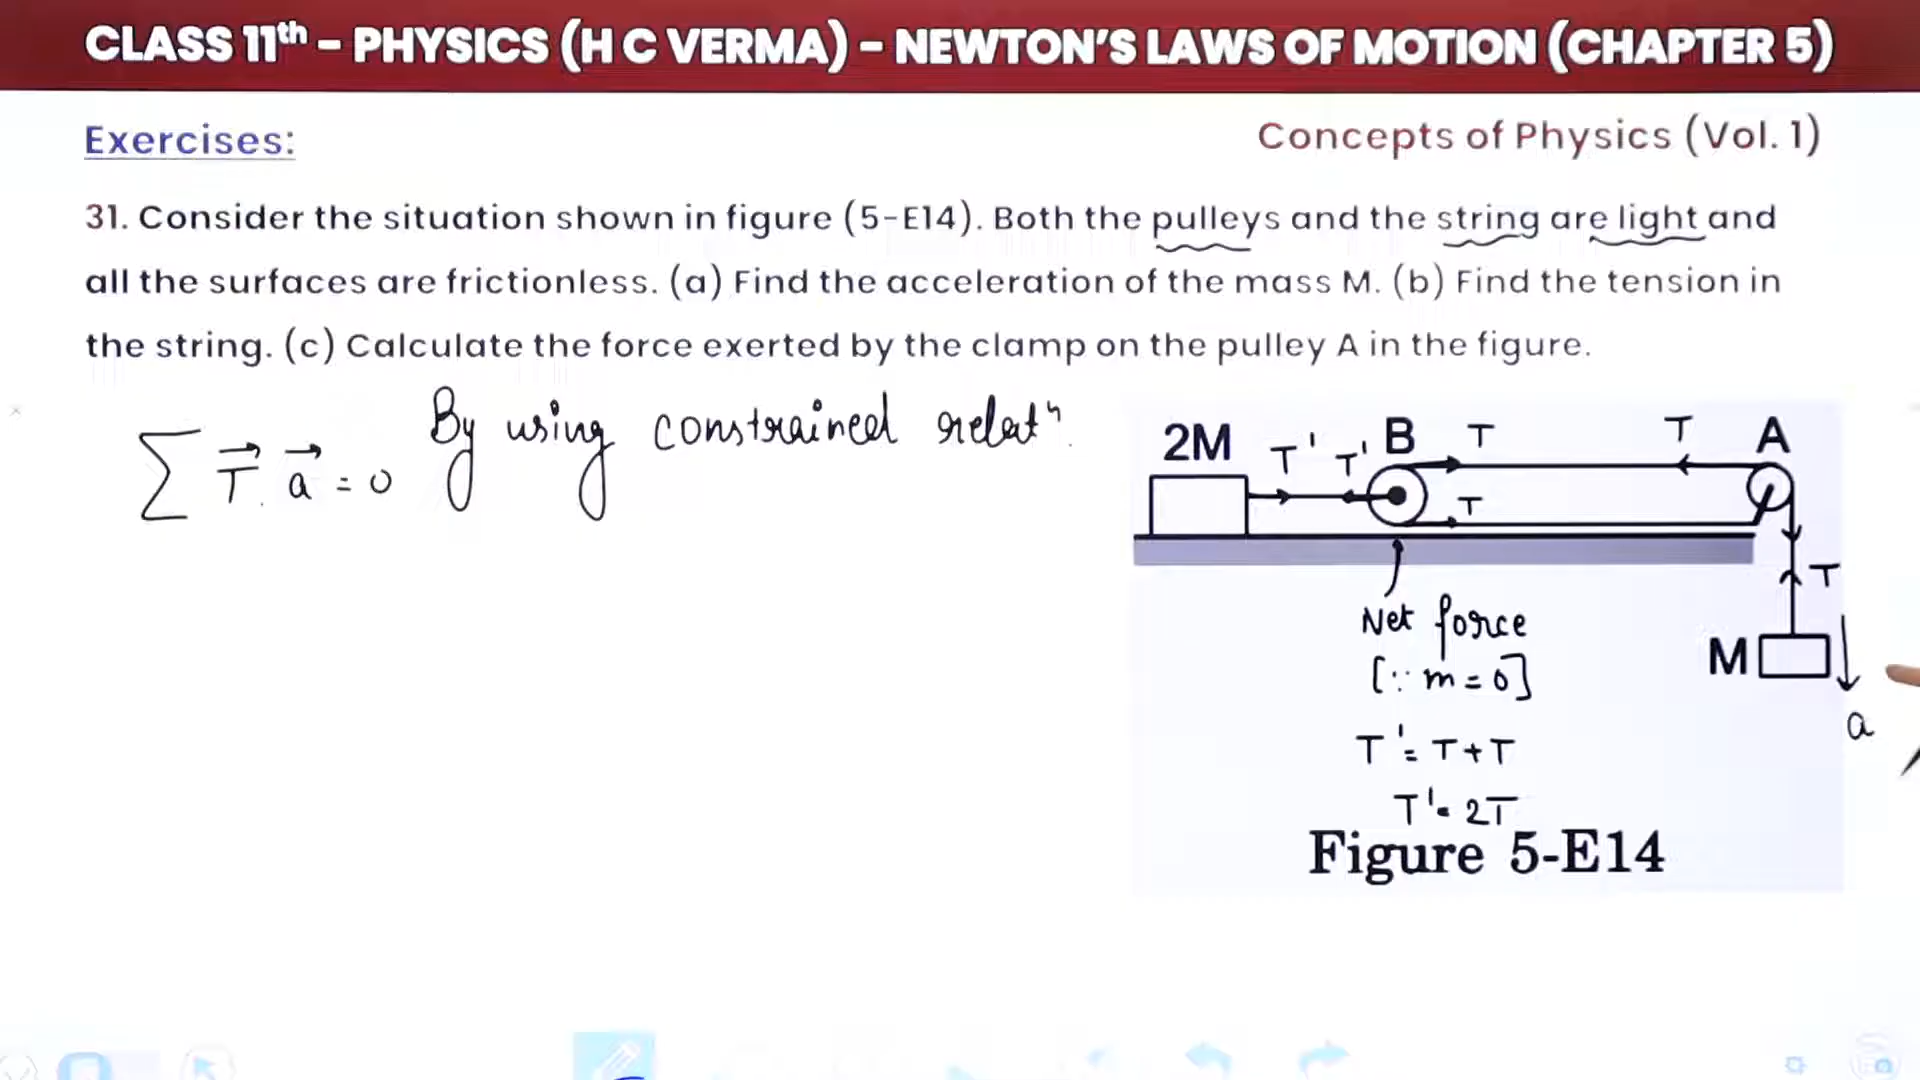 CLASS 11th – PHYSICS (H C VERMA) – NEWTON'S LAWS OF MOTION (CHAPTER 5)
Exercises:
Concepts of Physics (Vol. 1)
31. Consider the situation shown in figure (5-E14). Both the pulleys and the string are light and
all the surfaces are frictionless. (a) Find the acceleration of the mass M. (b) Find the tension in
the string. (c) Calculate the force exerted by the clamp on the pulley A in the figure.
By using constrained relatⁿ.
∑ T⃗ . a⃗ = 0
2M T' T' B T T A
T
T
M
a
Net force
[∵ m = 0]
T' = T + T
T' = 2T
Figure 5-E14